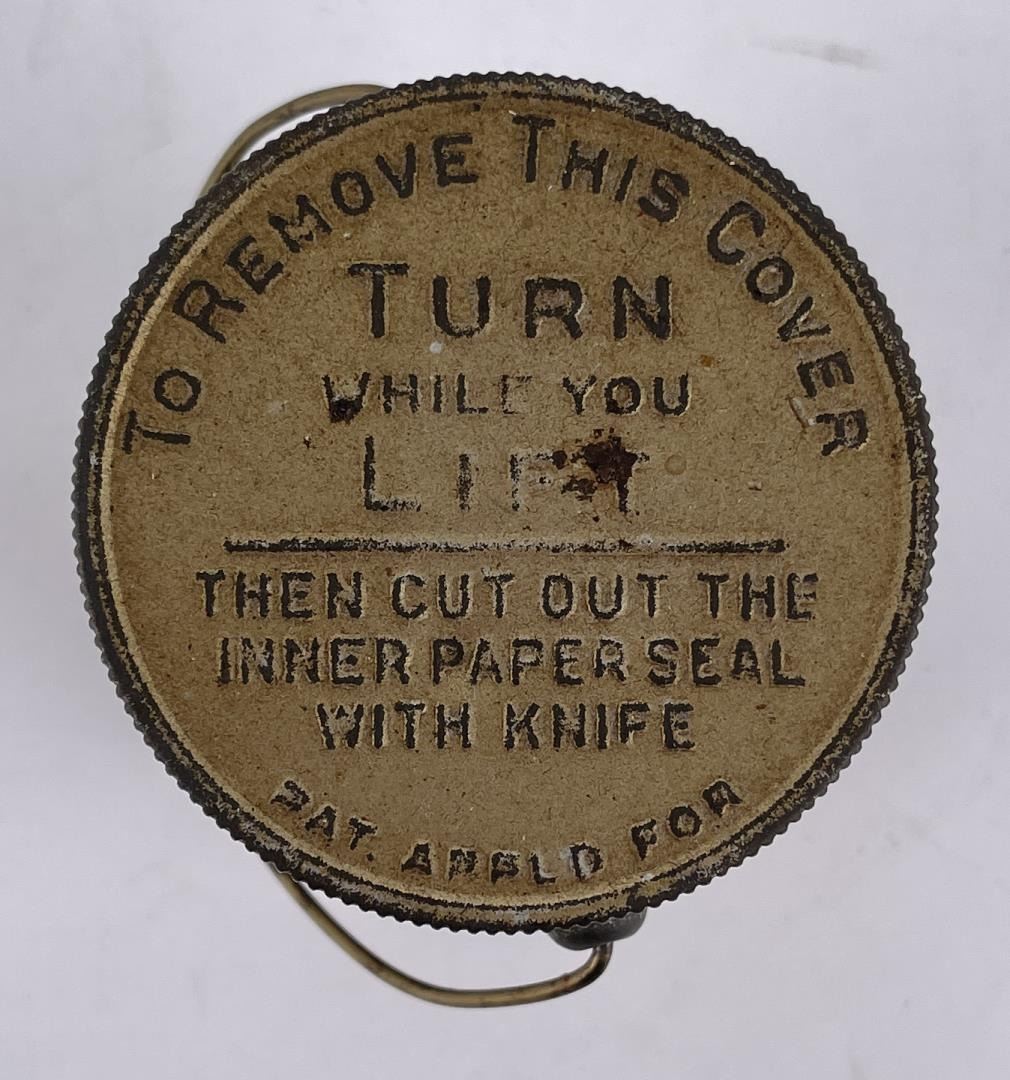 TO REMOVE THIS COVER
TURN
WHILE YOU
LIFT
THEN CUT OUT THE
INNER PAPER SEAL
WITH KNIFE
PAT. APPLD FOR